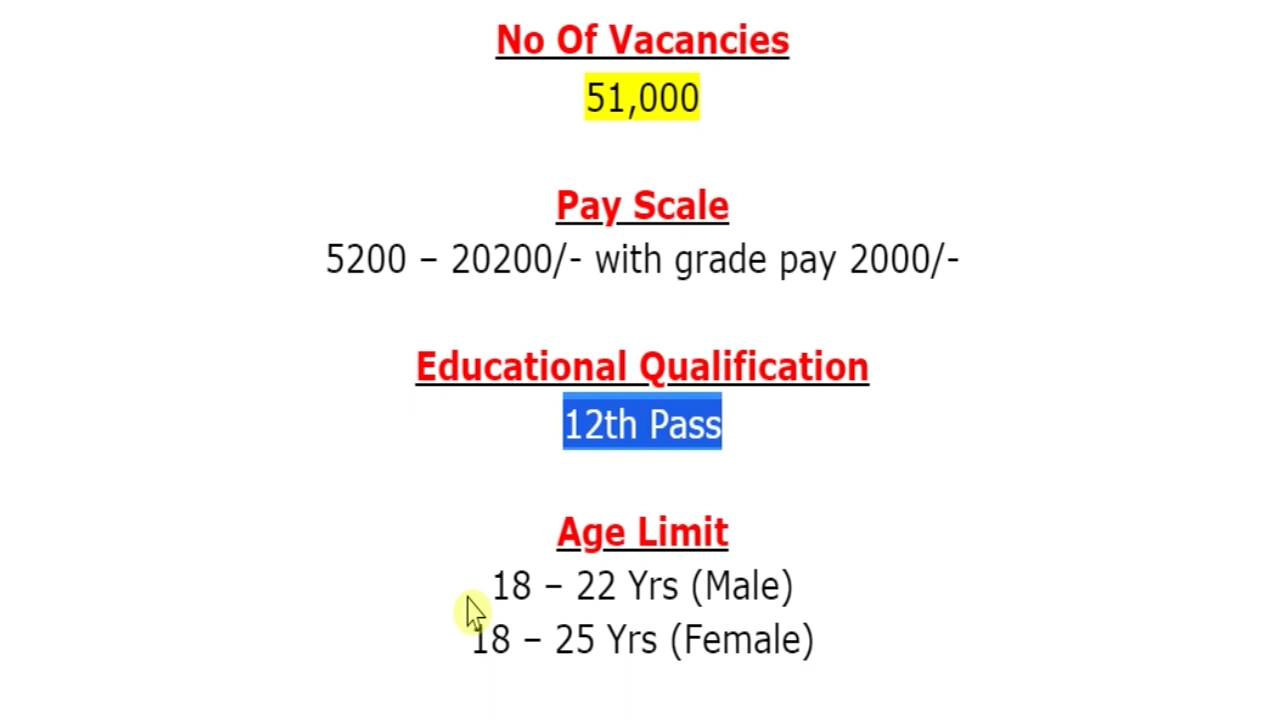 No Of Vacancies
51,000
Pay Scale
5200 – 20200/- with grade pay 2000/-
Educational Qualification
12th Pass
Age Limit
18 – 22 Yrs (Male)
18 – 25 Yrs (Female)